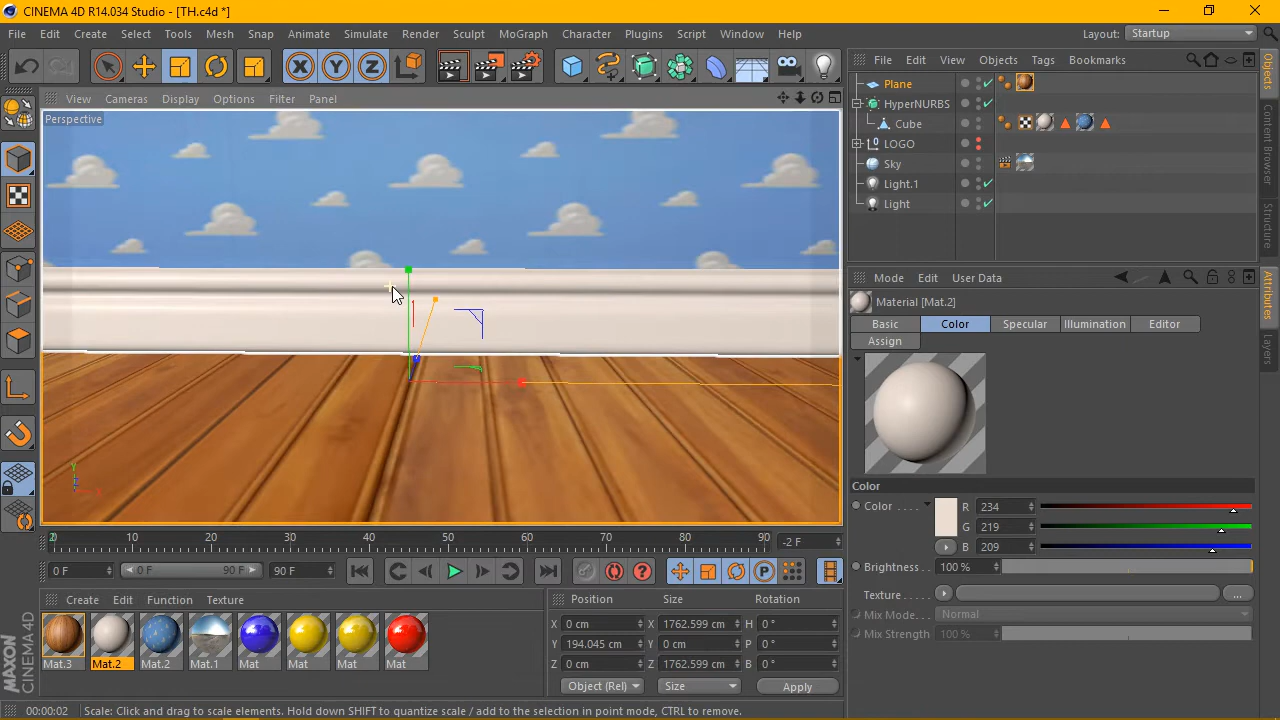 CINEMA 4D R14.034 Studio - [TH.c4d *]
File Edit Create Select Tools Mesh Snap Animate Simulate Render Sculpt MoGraph Character Plugins Script Window Help
Layout: Startup
View Cameras Display Options Filter Panel
Perspective
Y
Z
X
File Edit View Objects Tags Bookmarks
Plane
HyperNURBS
Cube
LOGO
Sky
Light.1
Light
Objects
Content Browser
Structure
Mode Edit User Data
Material [Mat.2]
Basic Color Specular Illumination Editor
Assign
Color
Color . . . . R 234
G 219
B 209
Brightness . . 100 %
Texture . . . .
Mix Mode. . . Normal
Mix Strength 100 %
Attributes
Layers
0 10 20 30 40 50 60 70 80 90 -2 F
0 F 0 F 90 F 90 F
Create Edit Function Texture
Mat.3 Mat.2 Mat.2 Mat.1 Mat Mat Mat Mat
Position Size Rotation
X 0 cm X 1762.599 cm H 0 °
Y 194.045 cm Y 0 cm P 0 °
Z 0 cm Z 1762.599 cm B 0 °
Object (Rel) Size Apply
MAXON
CINEMA 4D
00:00:02 Scale: Click and drag to scale elements. Hold down SHIFT to quantize scale / add to the selection in point mode, CTRL to remove.